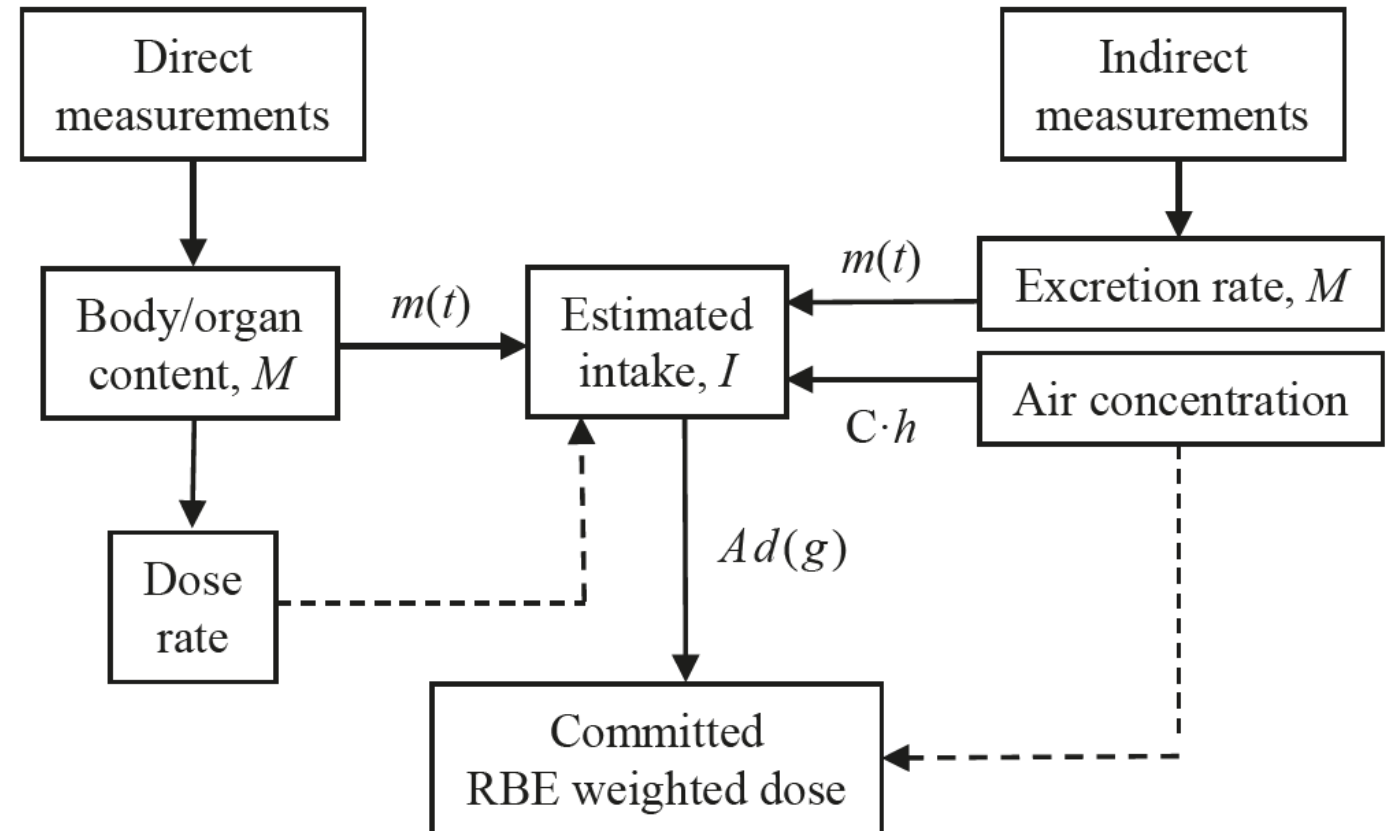 Direct
measurements
Indirect
measurements
Body/organ
content, M
m(t)
Estimated
intake, I
m(t)
Excretion rate, M
C·h
Air concentration
Dose
rate
Ad(g)
Committed
RBE weighted dose